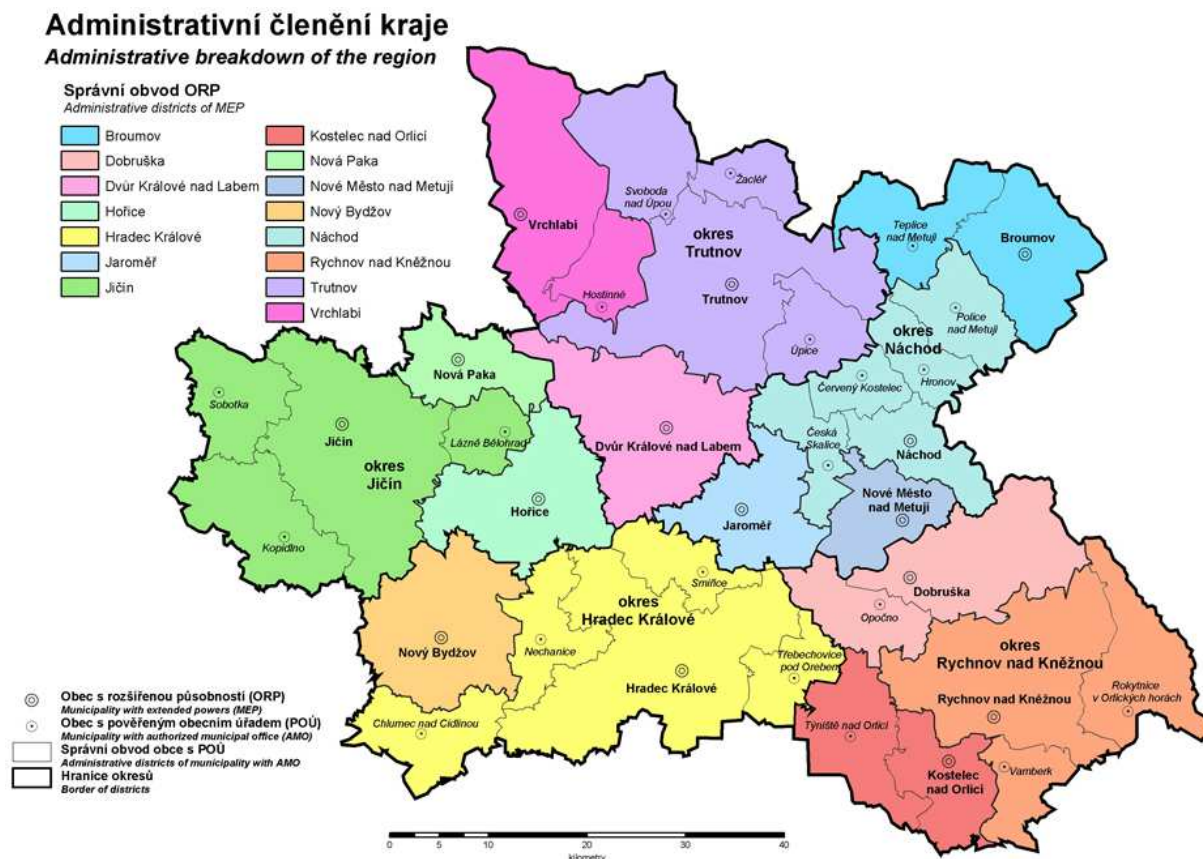 Administrativní členění kraje
Administrative breakdown of the region
Správní obvod ORP
Administrative districts of MEP
Broumov
Dobruška
Dvůr Králové nad Labem
Hořice
Hradec Králové
Jaroměř
Jičín
Kostelec nad Orlicí
Nová Paka
Nové Město nad Metují
Nový Bydžov
Náchod
Rychnov nad Kněžnou
Trutnov
Vrchlabí
Žacléř
Svoboda
nad Úpou
Vrchlabí
okres
Trutnov
Teplice
nad Metují
Broumov
Trutnov
Hostinné
Police
nad Metují
okres
Náchod
Úpice
Hronov
Červený Kostelec
Nová Paka
Sobotka
Jičín
Lázně Bělohrad
Dvůr Králové nad Labem
Česká
Skalice
Náchod
okres
Jičín
Nové Město
nad Metují
Hořice
Jaroměř
Kopidlno
Smiřice
Dobruška
okres
Hradec Králové
Opočno
Nový Bydžov
Nechanice
Třebechovice
pod Orebem
okres
Rychnov nad Kněžnou
Hradec Králové
Rychnov nad Kněžnou
Rokytnice
v Orlických horách
Chlumec nad Cidlinou
Týniště nad Orlicí
Kostelec
nad Orlicí
Vamberk
Obec s rozšířenou působností (ORP)
Municipality with extended powers (MEP)
Obec s pověřeným obecním úřadem (POÚ)
Municipality with authorized municipal office (AMO)
Správní obvod obce s POÚ
Administrative districts of municipality with AMO
Hranice okresů
Border of districts
0 5 10 20 30 40
kilometry